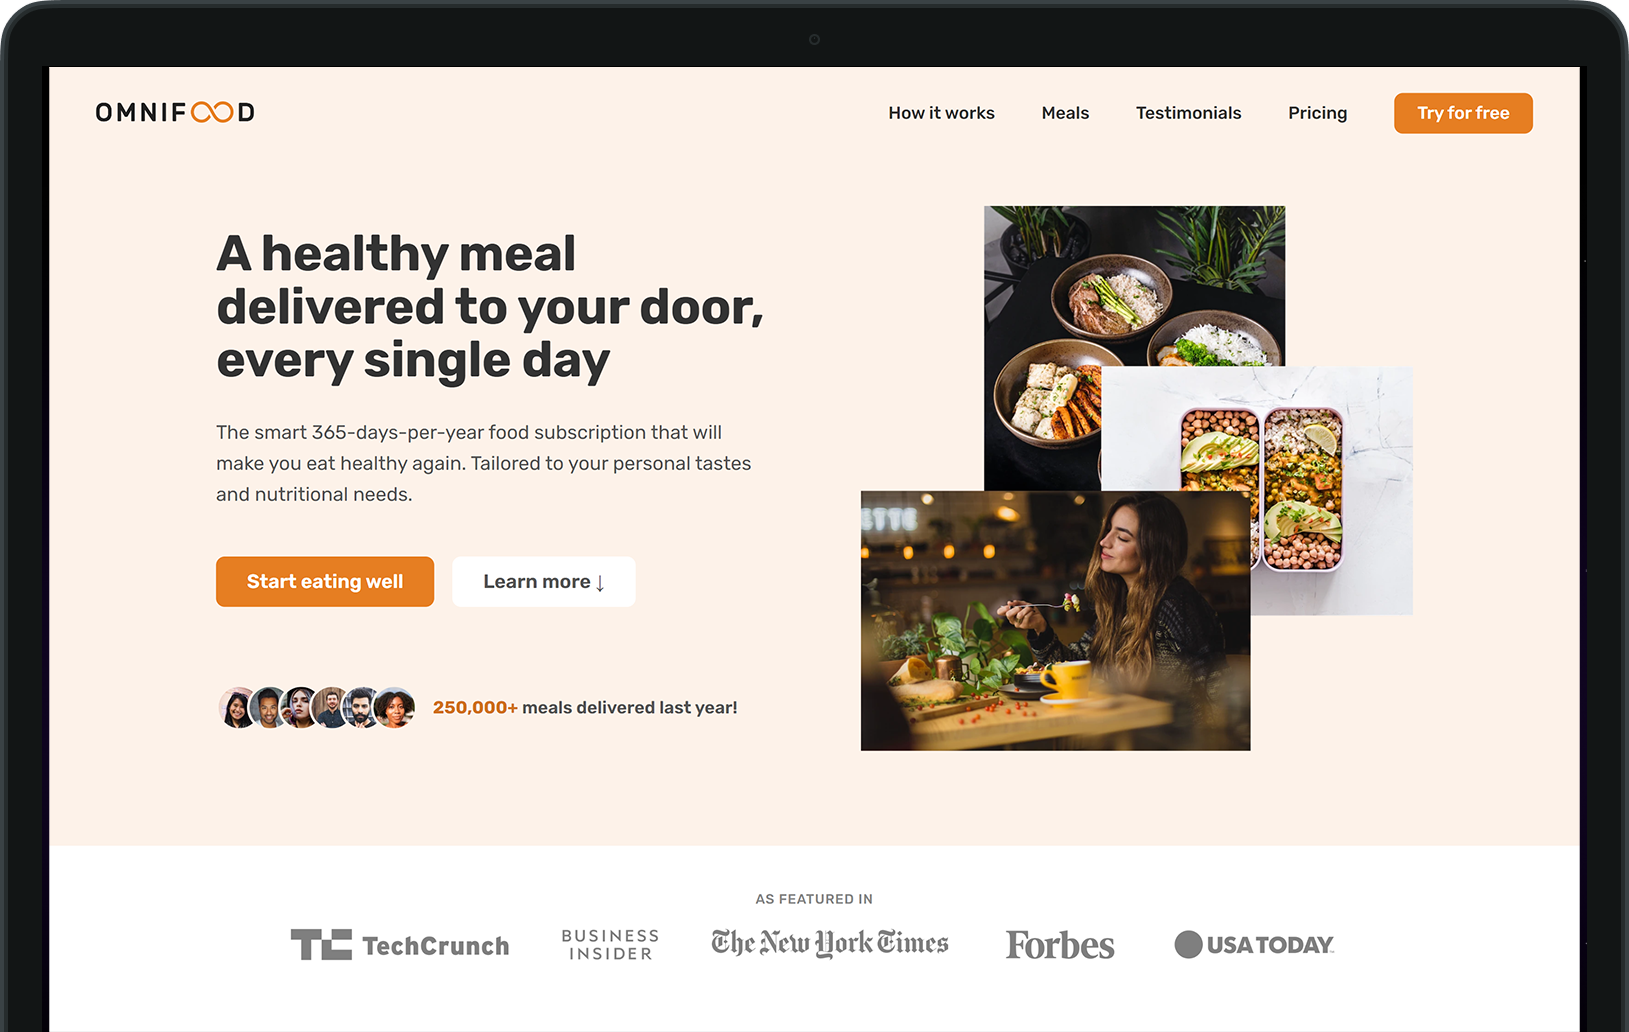 OMNIFOOD
How it works Meals Testimonials Pricing Try for free
A healthy meal
delivered to your door,
every single day
The smart 365-days-per-year food subscription that will
make you eat healthy again. Tailored to your personal tastes
and nutritional needs.
Start eating well Learn more ↓
250,000+ meals delivered last year!
AS FEATURED IN
TC TechCrunch
BUSINESS
INSIDER
The New York Times
Forbes
USA TODAY